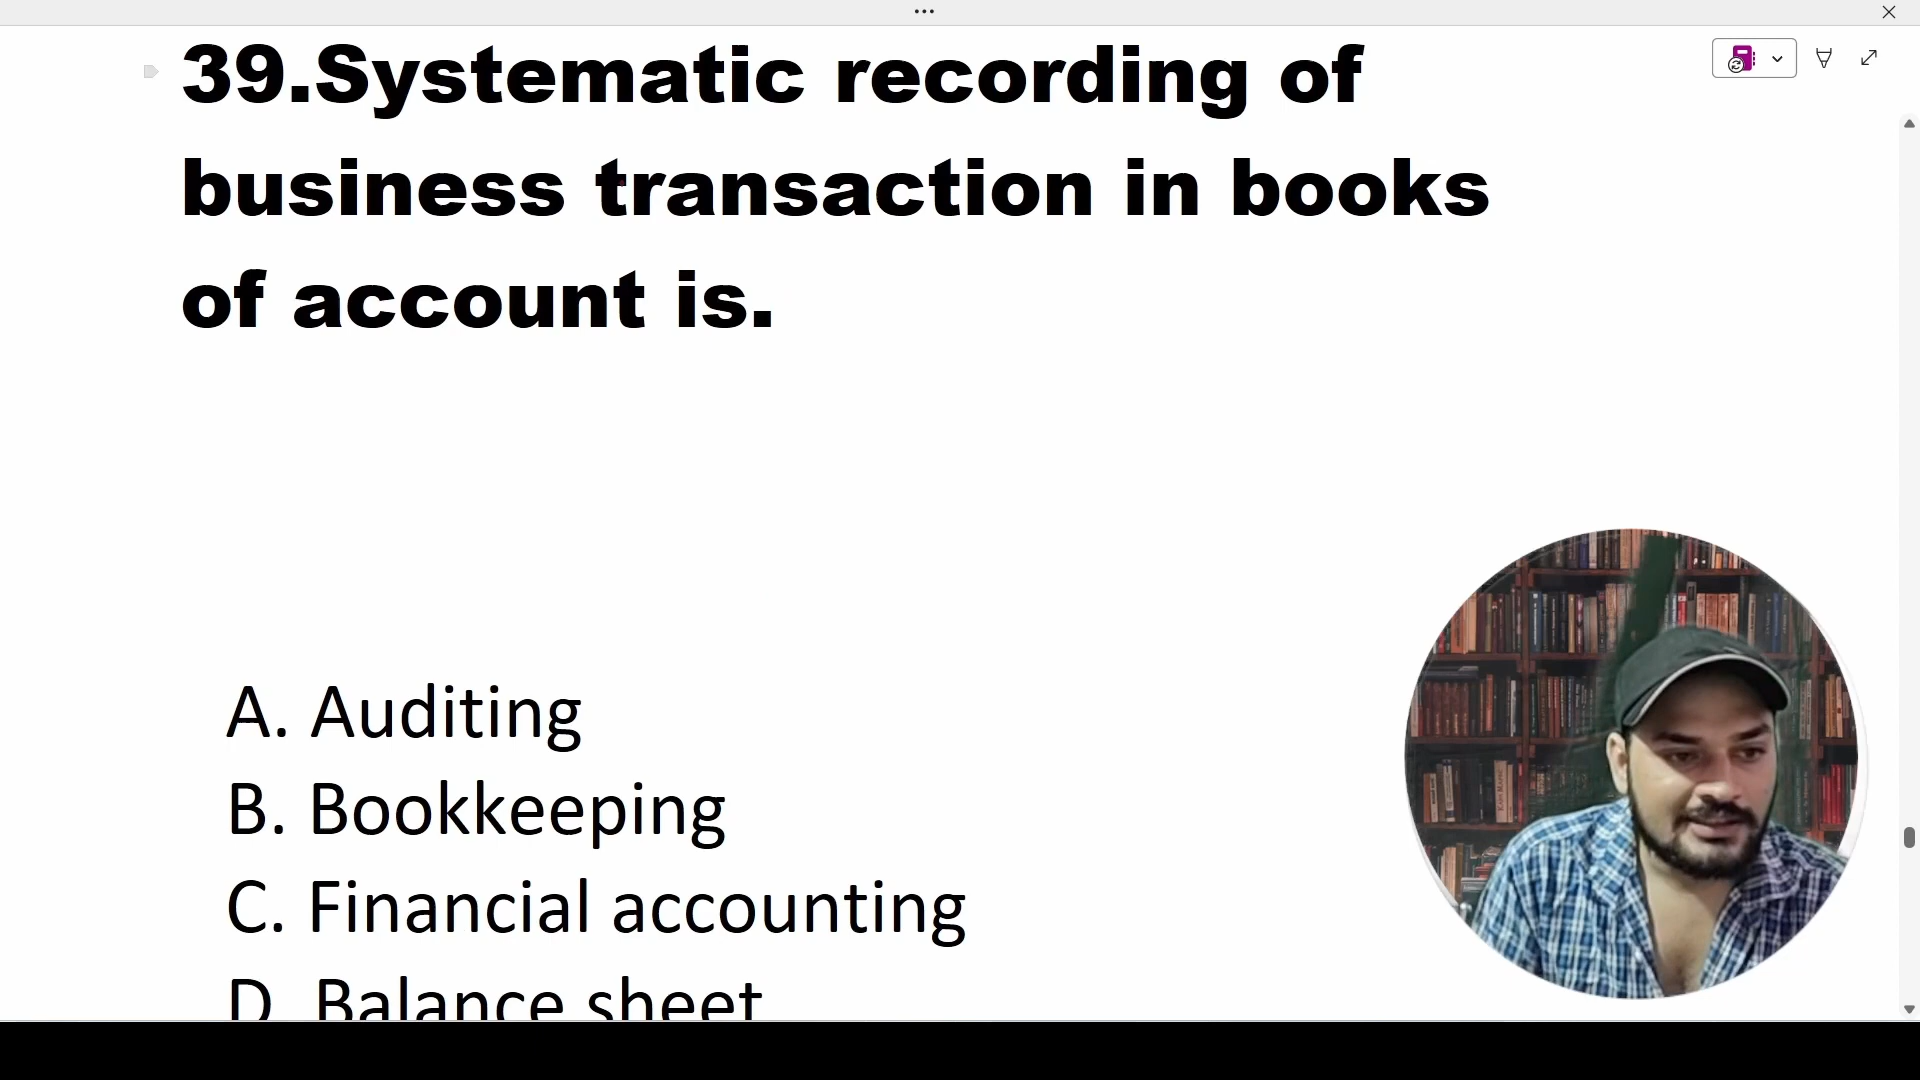 39.Systematic recording of
business transaction in books
of account is.
A. Auditing
B. Bookkeeping
C. Financial accounting
D. Balance sheet